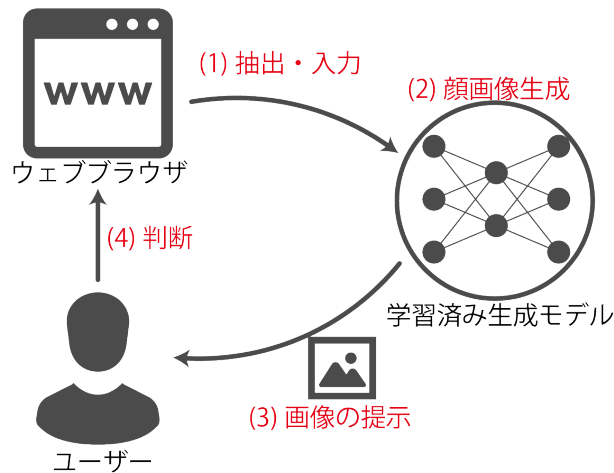 www
(1) 抽出・入力
(2) 顔画像生成
ウェブブラウザ
(4) 判断
学習済み生成モデル
(3) 画像の提示
ユーザー